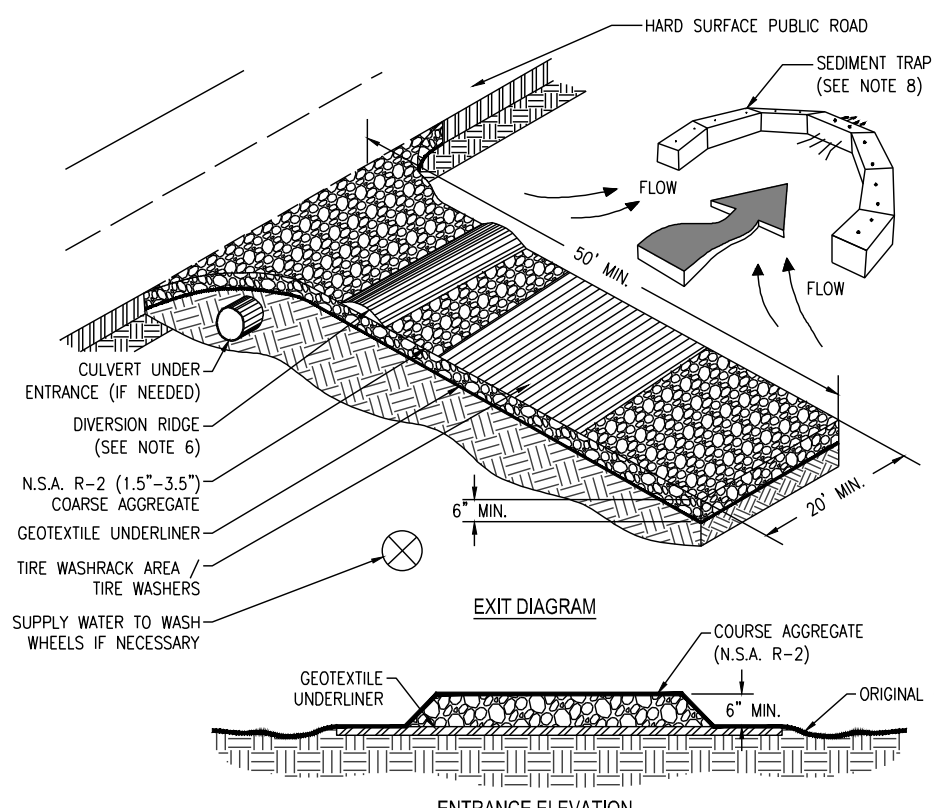 HARD SURFACE PUBLIC ROAD
SEDIMENT TRAP
(SEE NOTE 8)
FLOW
50' MIN.
FLOW
CULVERT UNDER
ENTRANCE (IF NEEDED)
DIVERSION RIDGE
(SEE NOTE 6)
N.S.A. R-2 (1.5"-3.5")
COARSE AGGREGATE
GEOTEXTILE UNDERLINER
TIRE WASHRACK AREA /
TIRE WASHERS
SUPPLY WATER TO WASH
WHEELS IF NECESSARY
6" MIN.
20' MIN.
EXIT DIAGRAM
COURSE AGGREGATE
(N.S.A. R-2)
GEOTEXTILE
UNDERLINER
6" MIN.
ORIGINAL
ENTRANCE ELEVATION